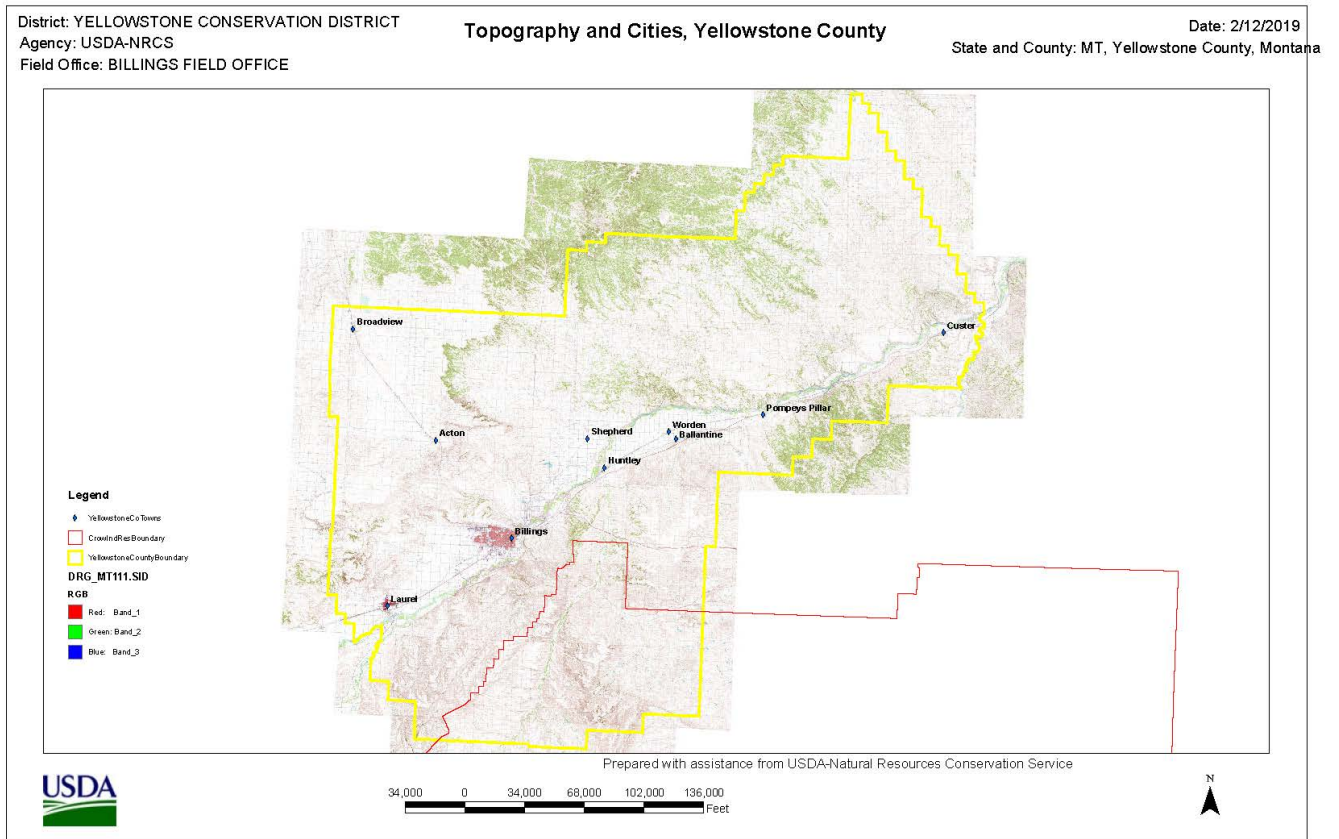 District: YELLOWSTONE CONSERVATION DISTRICT
Agency: USDA-NRCS
Field Office: BILLINGS FIELD OFFICE
Topography and Cities, Yellowstone County
Date: 2/12/2019
State and County: MT, Yellowstone County, Montana
Broadview
Custer
Pompeys Pillar
Acton
Shepherd
Worden
Ballantine
Huntley
Billings
Laurel
Legend
YellowstoneCoTowns
CrowIndResBoundary
YellowstoneCountyBoundary
DRG_MT111.SID
RGB
Red: Band_1
Green: Band_2
Blue: Band_3
Prepared with assistance from USDA-Natural Resources Conservation Service
USDA
34,000 0 34,000 68,000 102,000 136,000
Feet
N